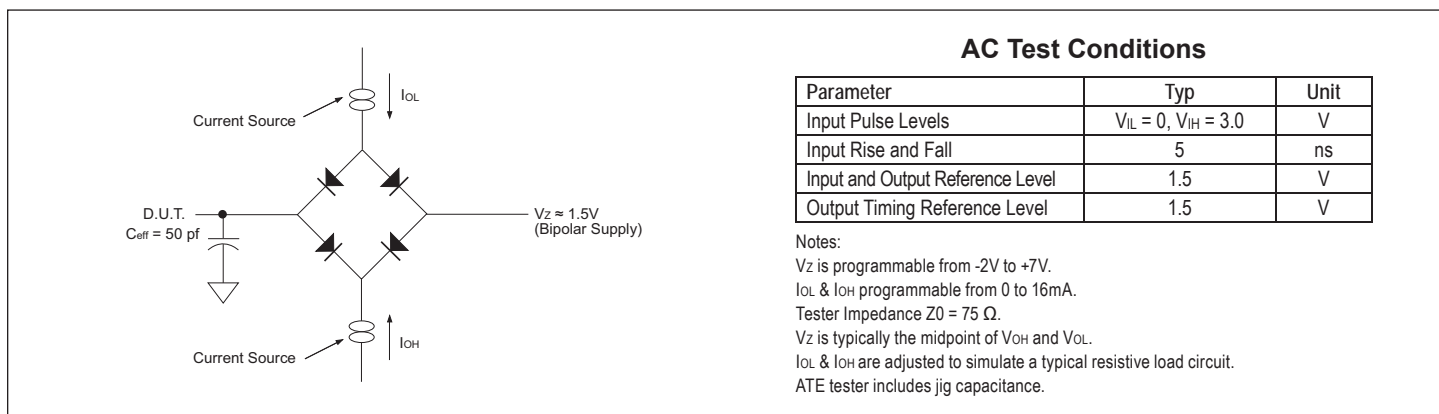 IOL
Current Source
D.U.T.
Ceff = 50 pf
VZ ≈ 1.5V
(Bipolar Supply)
IOH
Current Source
AC Test Conditions
Parameter Typ Unit
Input Pulse Levels VIL = 0, VIH = 3.0 V
Input Rise and Fall 5 ns
Input and Output Reference Level 1.5 V
Output Timing Reference Level 1.5 V
Notes:
VZ is programmable from -2V to +7V.
IOL & IOH programmable from 0 to 16mA.
Tester Impedance Z0 = 75 Ω.
VZ is typically the midpoint of VOH and VOL.
IOL & IOH are adjusted to simulate a typical resistive load circuit.
ATE tester includes jig capacitance.